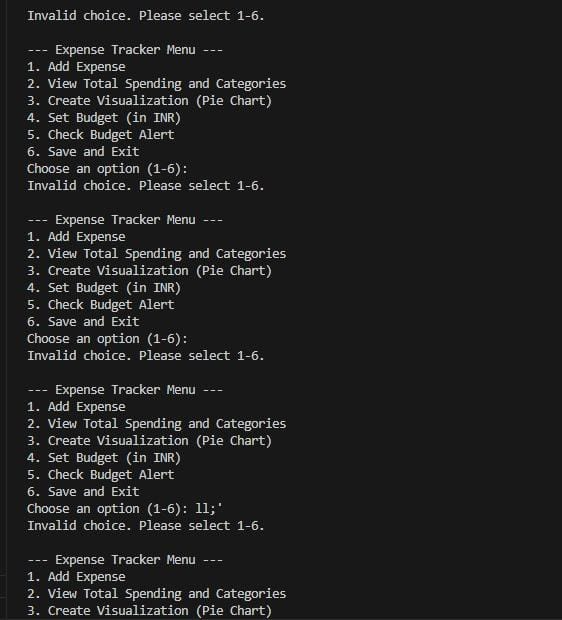 Invalid choice. Please select 1-6.
--- Expense Tracker Menu ---
1. Add Expense
2. View Total Spending and Categories
3. Create Visualization (Pie Chart)
4. Set Budget (in INR)
5. Check Budget Alert
6. Save and Exit
Choose an option (1-6):
Invalid choice. Please select 1-6.
--- Expense Tracker Menu ---
1. Add Expense
2. View Total Spending and Categories
3. Create Visualization (Pie Chart)
4. Set Budget (in INR)
5. Check Budget Alert
6. Save and Exit
Choose an option (1-6):
Invalid choice. Please select 1-6.
--- Expense Tracker Menu ---
1. Add Expense
2. View Total Spending and Categories
3. Create Visualization (Pie Chart)
4. Set Budget (in INR)
5. Check Budget Alert
6. Save and Exit
Choose an option (1-6): ll;'
Invalid choice. Please select 1-6.
--- Expense Tracker Menu ---
1. Add Expense
2. View Total Spending and Categories
3. Create Visualization (Pie Chart)